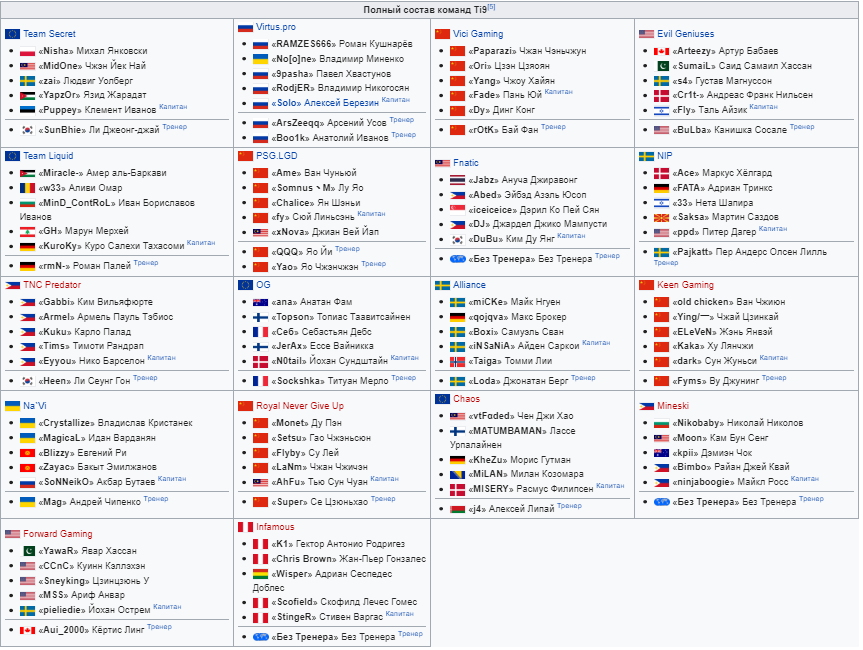 Полный состав команд Ti9[5]
Team Secret
«Nisha» Михал Янковски
«MidOne» Чжэн Йек Най
«zai» Людвиг Уолберг
«YapzOr» Язид Жарадат
«Puppey» Клемент Иванов Капитан
«SunBhie» Ли Джеонг-джай Тренер
Virtus.pro
«RAMZES666» Роман Кушнарёв
«No[o]ne» Владимир Миненко
«9pasha» Павел Хвастунов
«RodjER» Владимир Никогосян
«Solo» Алексей Березин Капитан
«ArsZeeqq» Арсений Усов Тренер
«Boo1k» Анатолий Иванов Тренер
Vici Gaming
«Paparazi» Чжан Чэньчжун
«Ori» Цзэн Цзяоян
«Yang» Чжоу Хайян
«Fade» Пань Юй Капитан
«Dy» Динг Конг
«rOtK» Бай Фан Тренер
Evil Geniuses
«Arteezy» Артур Бабаев
«SumaiL» Саид Самаил Хассан
«s4» Густав Магнуссон
«Cr1t-» Андреас Франк Нильсен
«Fly» Таль Айзик Капитан
«BuLba» Канишка Сосале Тренер
Team Liquid
«Miracle-» Амер аль-Баркави
«w33» Аливи Омар
«MinD_ContRoL» Иван Бориславов
Иванов
«GH» Марун Мерхей
«KuroKy» Куро Салехи Тахасоми Капитан
«rmN-» Роман Палей Тренер
PSG.LGD
«Ame» Ван Чуньюй
«Somnus丶M» Лу Яо
«Chalice» Ян Шэньи
«fy» Сюй Линьсэнь Капитан
«xNova» Джиан Вей Йап
«QQQ» Яо Йи Тренер
«Yao» Яо Чжэнчжэн Тренер
Fnatic
«Jabz» Ануча Джиравонг
«Abed» Эйбэд Азэль Юсоп
«iceiceice» Дэрил Ко Пей Сян
«DJ» Джардел Джико Мампусти
«DuBu» Ким Ду Янг Капитан
«Без Тренера» Без Тренера Тренер
NIP
«Ace» Маркус Хёлгард
«FATA» Адриан Тринкс
«33» Нета Шапира
«Saksa» Мартин Саздов
«ppd» Питер Дагер Капитан
«Pajkatt» Пер Андерс Олсен Лилль
Тренер
TNC Predator
«Gabbi» Ким Вильяфюрте
«Armel» Армель Пауль Тэбиос
«Kuku» Карло Палад
«Tims» Тимоти Рандрап
«Eyyou» Нико Барселон Капитан
«Heen» Ли Сеунг Гон Тренер
OG
«ana» Анатан Фам
«Topson» Топиас Таавитсайнен
«Ceб» Себастьян Дебс
«JerAx» Ессе Вайникка
«N0tail» Йохан Сундштайн Капитан
«Sockshka» Титуан Мерло Тренер
Alliance
«miCKe» Майк Нгуен
«qojqva» Макс Брокер
«Boxi» Самуэль Сван
«iNSaNiA» Айден Саркои Капитан
«Taiga» Томми Лии
«Loda» Джонатан Берг Тренер
Keen Gaming
«old chicken» Ван Чжиюн
«Ying/一» Чжай Цзинкай
«ELeVeN» Жэнь Янвэй
«Kaka» Ху Лянчжи
«dark» Сун Жуньси Капитан
«Fyms» Ву Джунинг Тренер
Na`Vi
«Crystallize» Владислав Кристанек
«MagicaL» Идан Варданян
«Blizzy» Евгений Ри
«Zayac» Бакыт Эмилжанов
«SoNNeikO» Акбар Бутаев Капитан
«Mag» Андрей Чипенко Тренер
Royal Never Give Up
«Monet» Ду Пэн
«Setsu» Гао Чжэньсюн
«Flyby» Су Лей
«LaNm» Чжан Чжичэн
«AhFu» Тью Сун Чуан Капитан
«Super» Се Цзюньхао Тренер
Chaos
«vtFαded» Чен Джи Хао
«MATUMBAMAN» Лассе
Урпалайнен
«KheZu» Морис Гутман
«MiLAN» Милан Козомара
«MISERY» Расмус Филипсен Капитан
«j4» Алексей Липай Тренер
Mineski
«Nikobaby» Николай Николов
«Moon» Кам Бун Сенг
«kpii» Дэмиэн Чок
«Bimbo» Райан Джей Квай
«ninjaboogie» Майкл Росс Капитан
«Без Тренера» Без Тренера Тренер
Forward Gaming
«YawaR» Явар Хассан
«CCnC» Куинн Кэллэхэн
«Sneyking» Цзинцзюнь У
«MSS» Ариф Анвар
«pieliedie» Йохан Острем Капитан
«Aui_2000» Кёртис Линг Тренер
Infamous
«K1» Гектор Антонио Родригез
«Chris Brown» Жан-Пьер Гонзалес
«Wisper» Адриан Сеспедес
Доблес
«Scofield» Скофилд Лечес Гомес
«StingeR» Стивен Варгас Капитан
«Без Тренера» Без Тренера Тренер